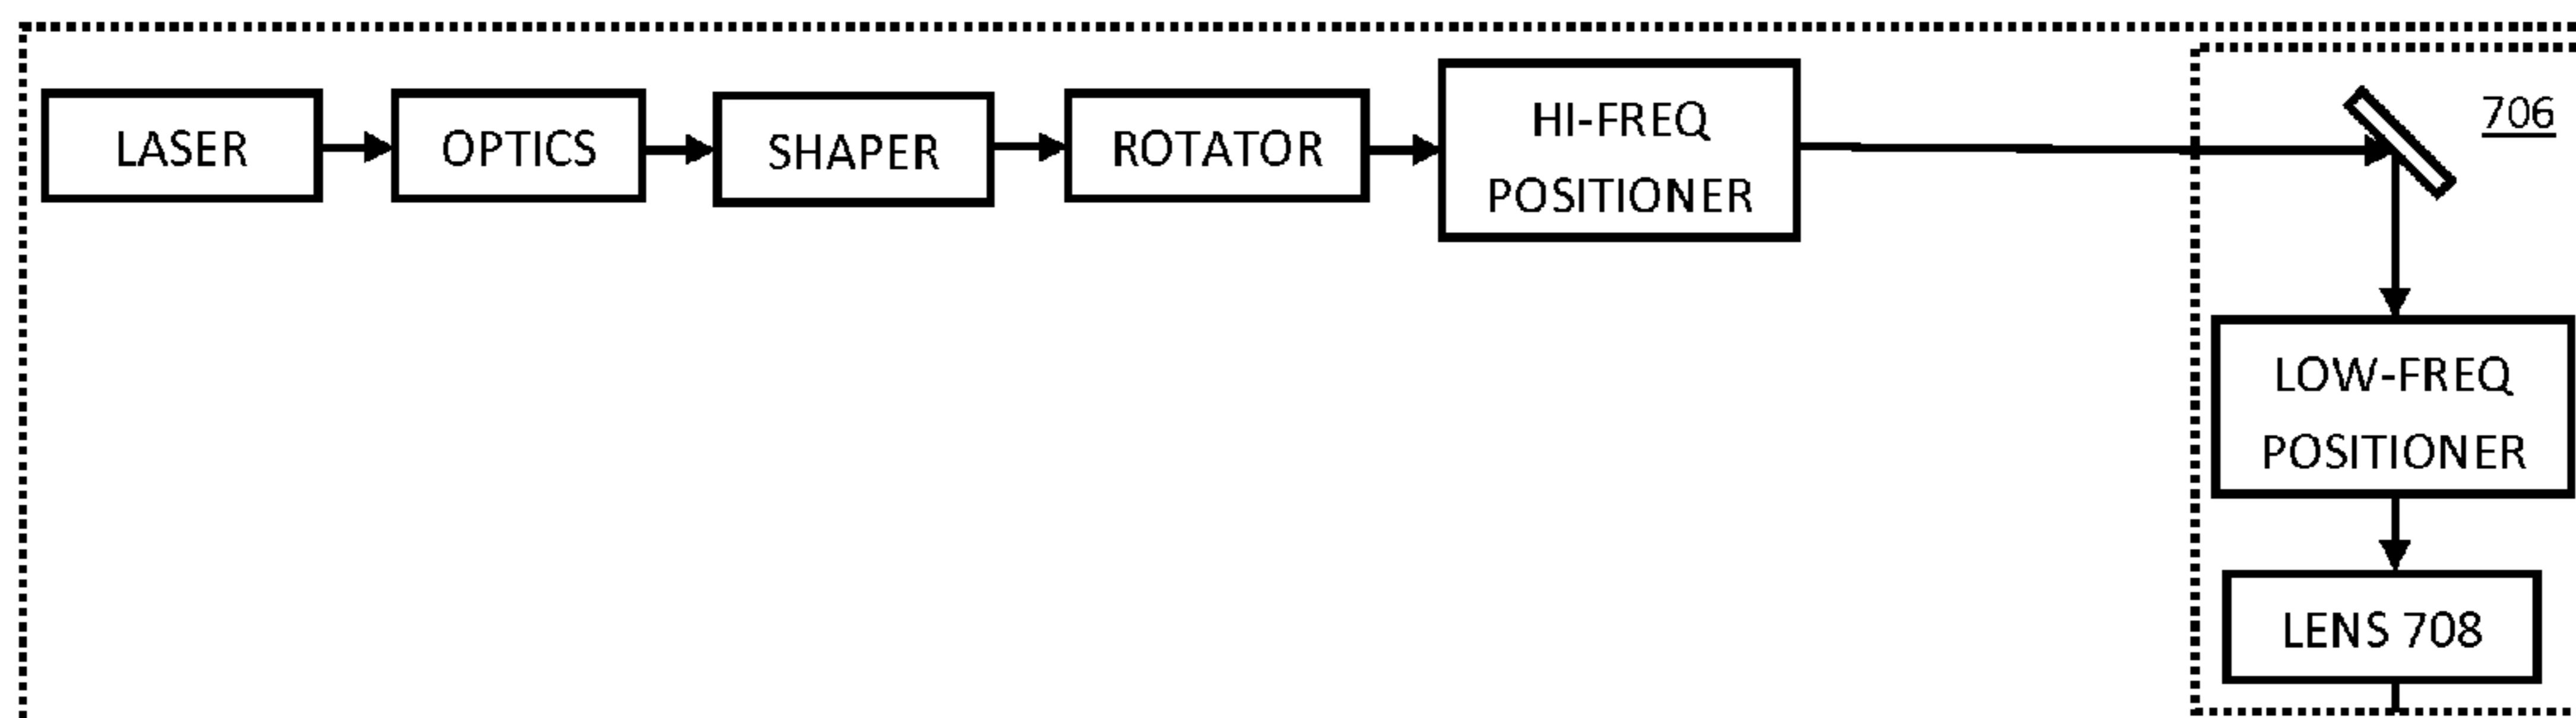 LASER
OPTICS
SHAPER
ROTATOR
HI-FREQ
POSITIONER
706
LOW-FREQ
POSITIONER
LENS 708